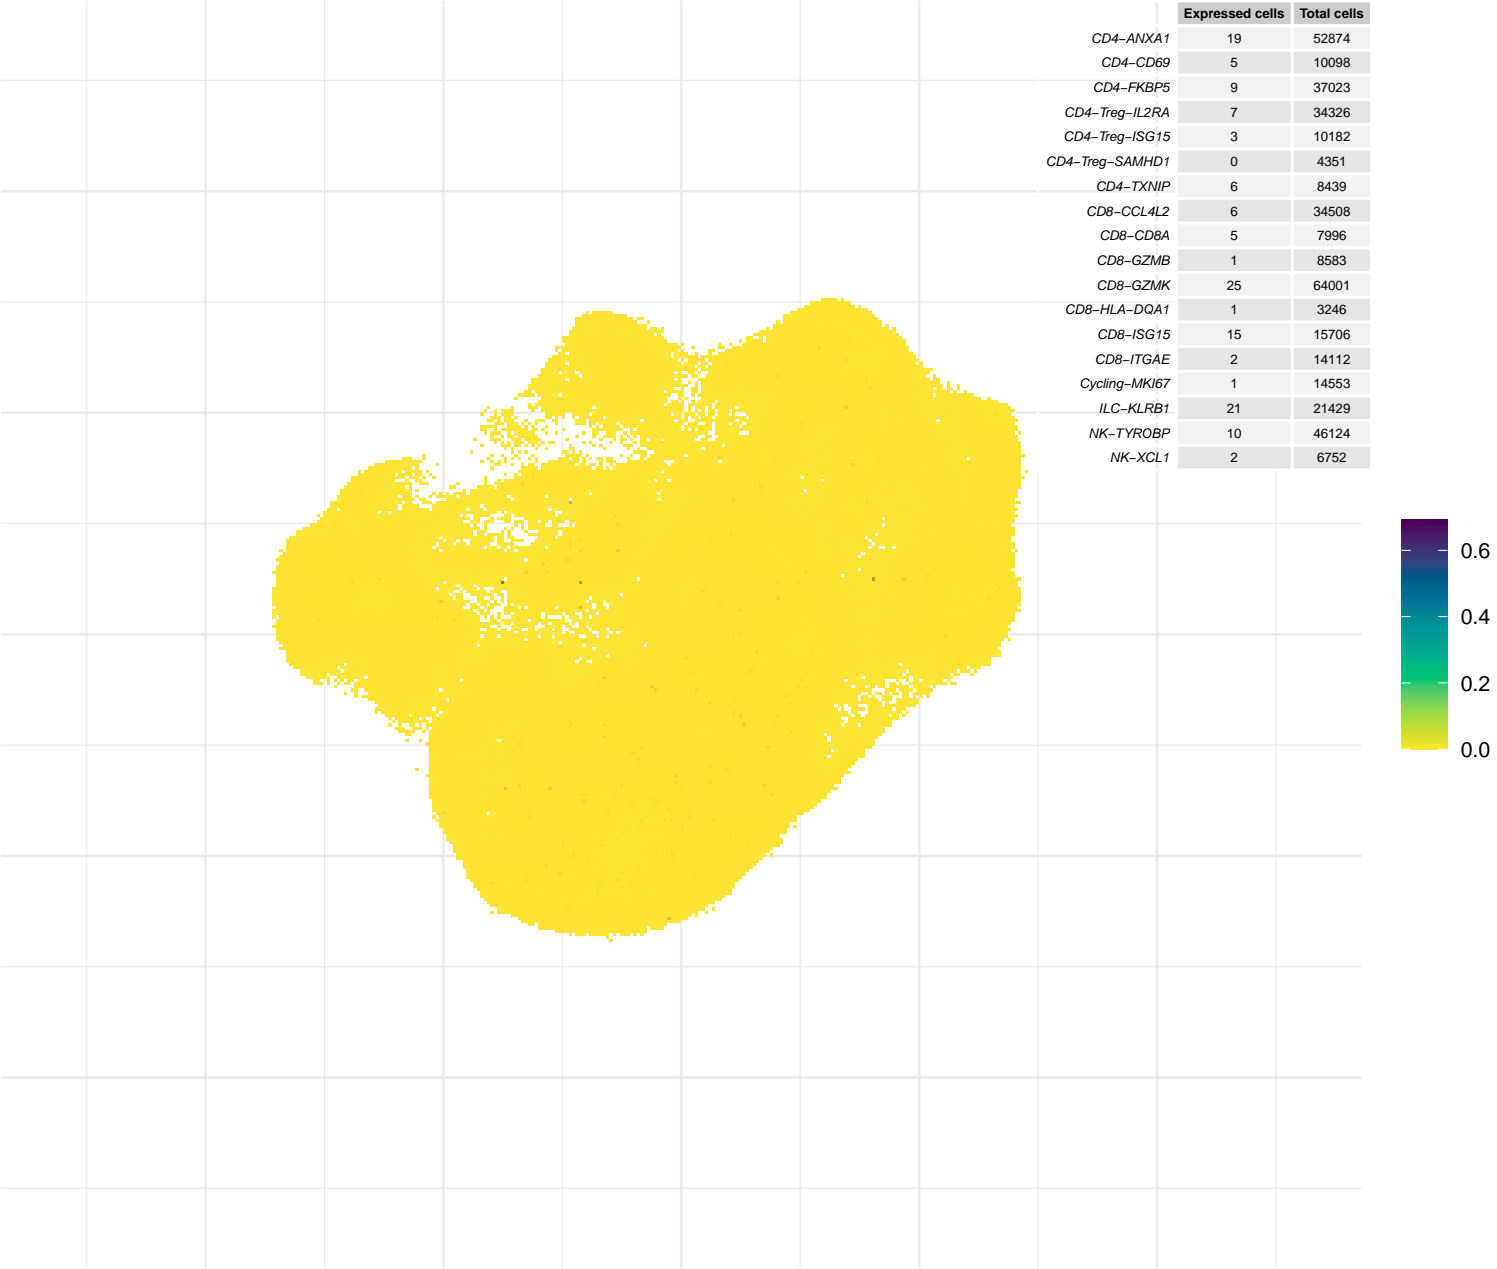 Expressed cells Total cells
CD4−ANXA1 19 52874
CD4−CD69 5 10098
CD4−FKBP5 9 37023
CD4−Treg−IL2RA 7 34326
CD4−Treg−ISG15 3 10182
CD4−Treg−SAMHD1 0 4351
CD4−TXNIP 6 8439
CD8−CCL4L2 6 34508
CD8−CD8A 5 7996
CD8−GZMB 1 8583
CD8−GZMK 25 64001
CD8−HLA−DQA1 1 3246
CD8−ISG15 15 15706
CD8−ITGAE 2 14112
Cycling−MKI67 1 14553
ILC−KLRB1 21 21429
NK−TYROBP 10 46124
NK−XCL1 2 6752
0.6
0.4
0.2
0.0